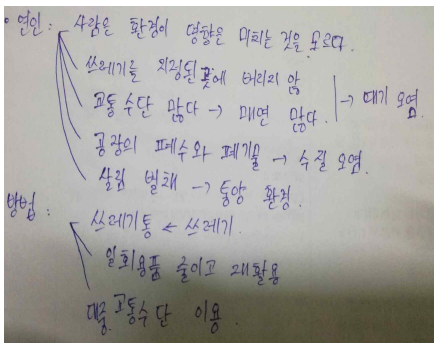 • 연인: 사람은 환경이 영향은 미치는 것을 모르다.
쓰레기를 지정된 곳에 버리지 않
교통 수단 많다 → 매연 많다. → 대기 오염
공장의 폐수와 폐기물 → 수질 오염.
살림 벌채 → 통양 환경.
방법:
쓰레기통 ← 쓰레기.
일회용품 줄이고 재활용
대중 교통수단 이용.